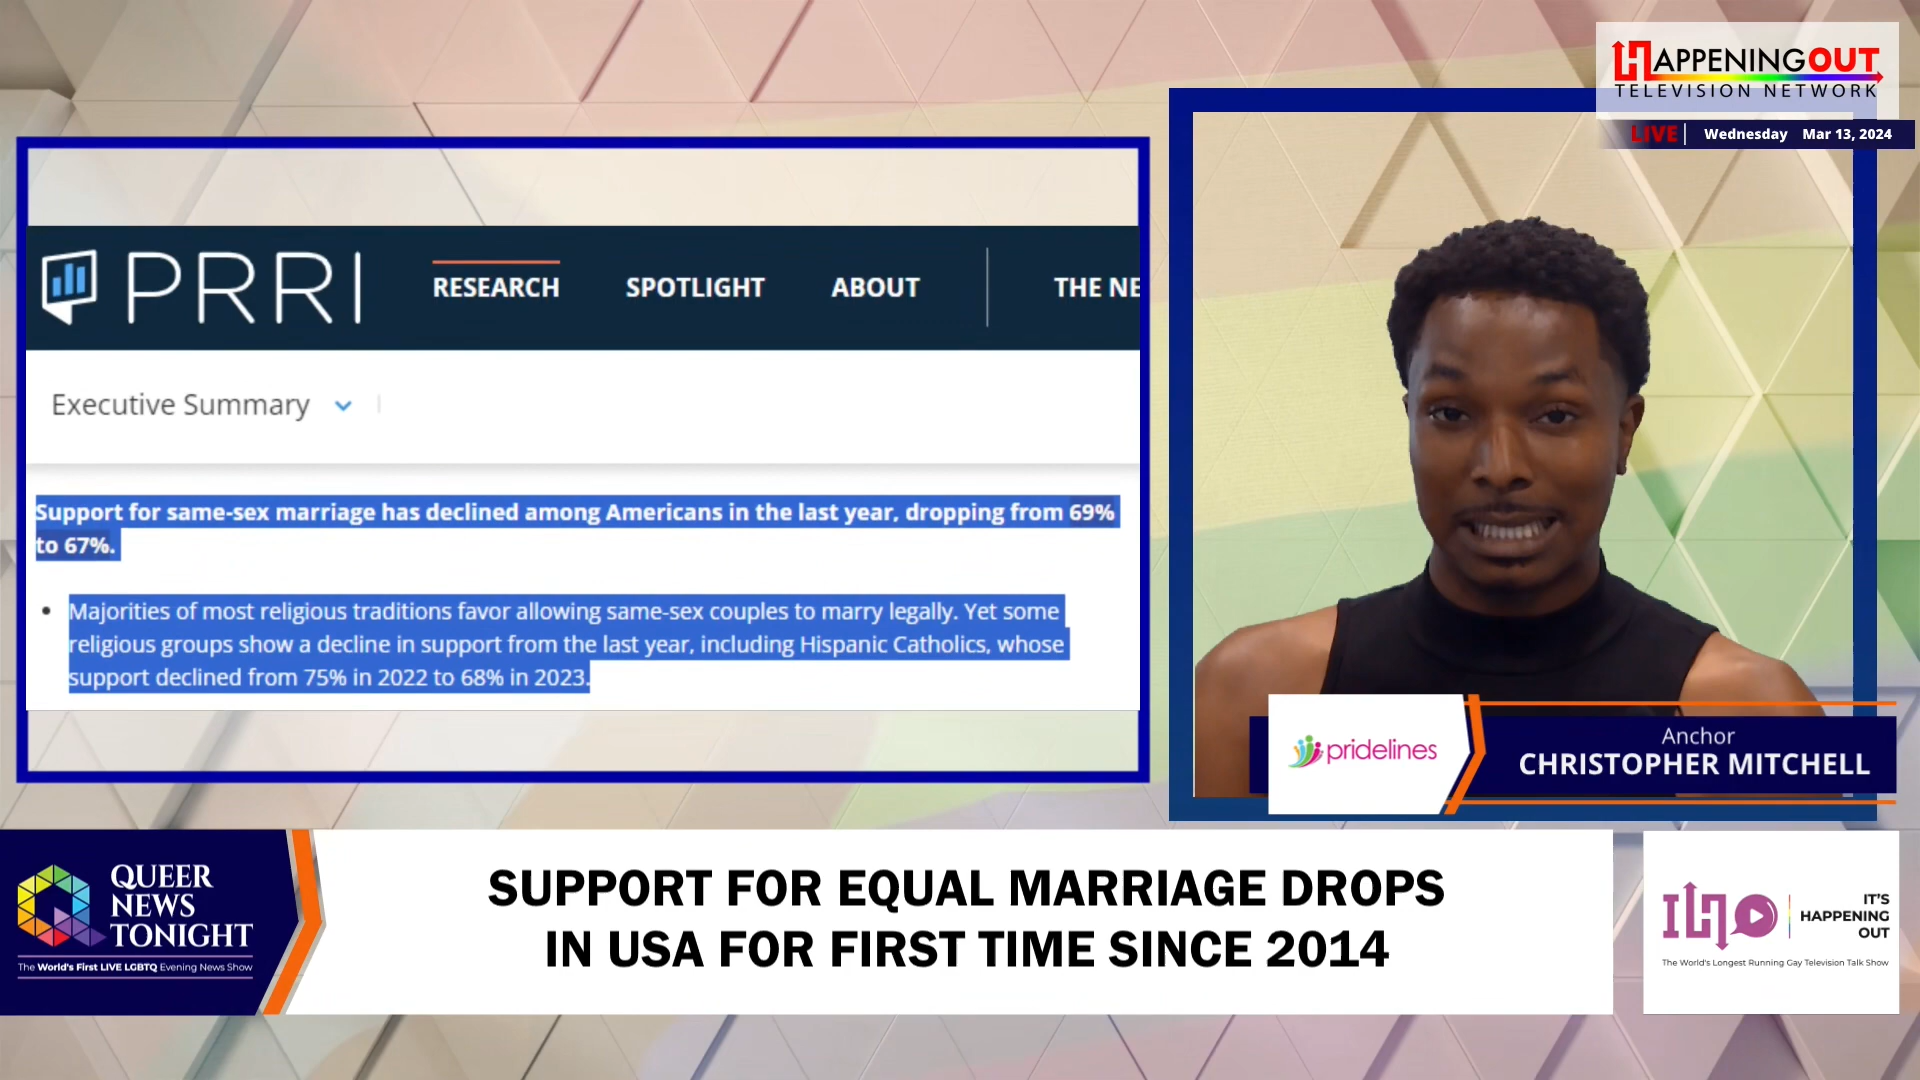 HAPPENINGOUT
TELEVISION NETWORK
LIVE | Wednesday Mar 13, 2024
PRRI
RESEARCH SPOTLIGHT ABOUT THE NE
Executive Summary
Support for same-sex marriage has declined among Americans in the last year, dropping from 69%
to 67%.
• Majorities of most religious traditions favor allowing same-sex couples to marry legally. Yet some
religious groups show a decline in support from the last year, including Hispanic Catholics, whose
support declined from 75% in 2022 to 68% in 2023.
pridelines
Anchor
CHRISTOPHER MITCHELL
QUEER
NEWS
TONIGHT
The World's First LIVE LGBTQ Evening News Show
SUPPORT FOR EQUAL MARRIAGE DROPS
IN USA FOR FIRST TIME SINCE 2014
IHO
IT'S
HAPPENING
OUT
The World's Longest Running Gay Television Talk Show